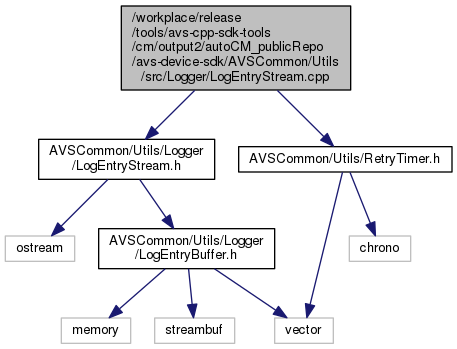 /workplace/release
/tools/avs-cpp-sdk-tools
/cm/output2/autoCM_publicRepo
/avs-device-sdk/AVSCommon/Utils
/src/Logger/LogEntryStream.cpp
AVSCommon/Utils/Logger
/LogEntryStream.h
AVSCommon/Utils/RetryTimer.h
ostream
AVSCommon/Utils/Logger
/LogEntryBuffer.h
chrono
memory
streambuf
vector